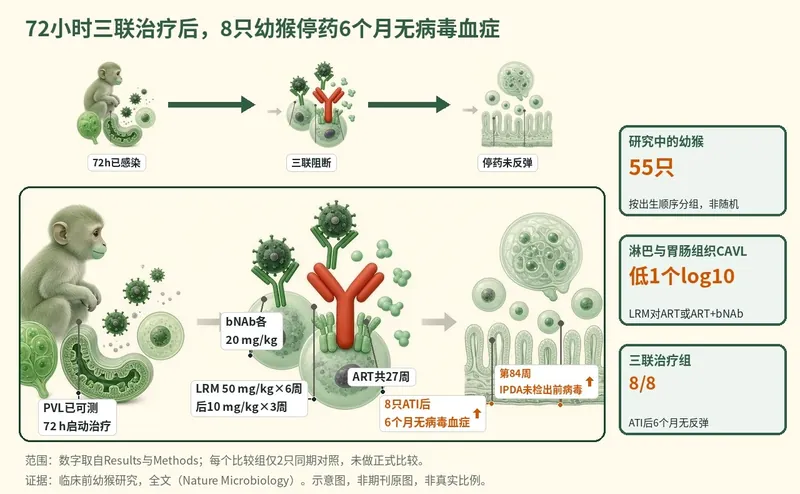 72小时三联治疗后，8只幼猴停药6个月无病毒血症
72h已感染
三联阻断
停药未反弹
PVL已可测
72 h启动治疗
bNAb各
20 mg/kg
LRM 50 mg/kg×6周
后10 mg/kg×3周
ART共27周
8只ATI后
6个月无病毒血症
第84周
IPDA未检出前病毒
研究中的幼猴
55只
按出生顺序分组，非随机
淋巴与胃肠组织CAVL
低1个log10
LRM对ART或ART+bNAb
三联治疗组
8/8
ATI后6个月无反弹
范围：数字取自Results与Methods；每个比较组仅2只同期对照，未做正式比较。
证据：临床前幼猴研究，全文（Nature Microbiology）。示意图，非期刊原图，非真实比例。